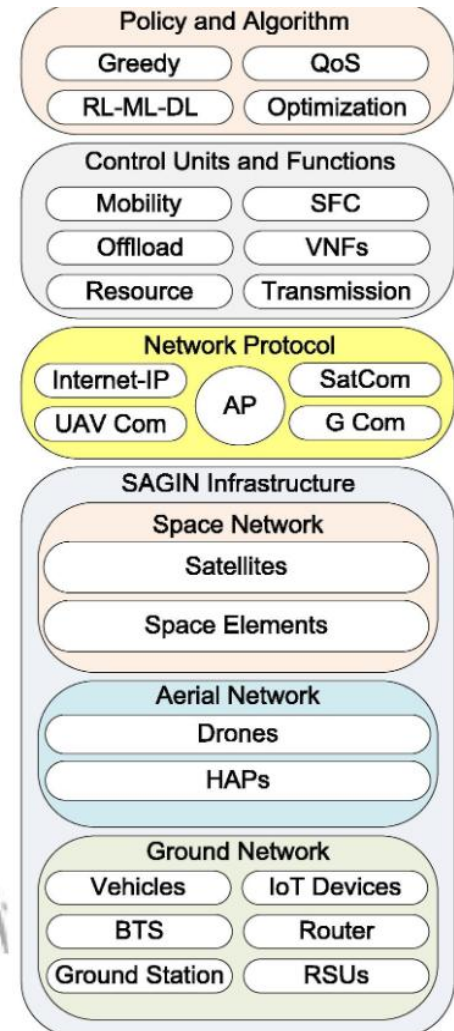 Policy and Algorithm
Greedy QoS
RL-ML-DL Optimization
Control Units and Functions
Mobility SFC
Offlload VNFs
Resource Transmission
Network Protocol
Internet-IP SatCom
AP
UAV Com G Com
SAGIN Infrastructure
Space Network
Satellites
Space Elements
Aerial Network
Drones
HAPs
Ground Network
Vehicles IoT Devices
BTS Router
Ground Station RSUs